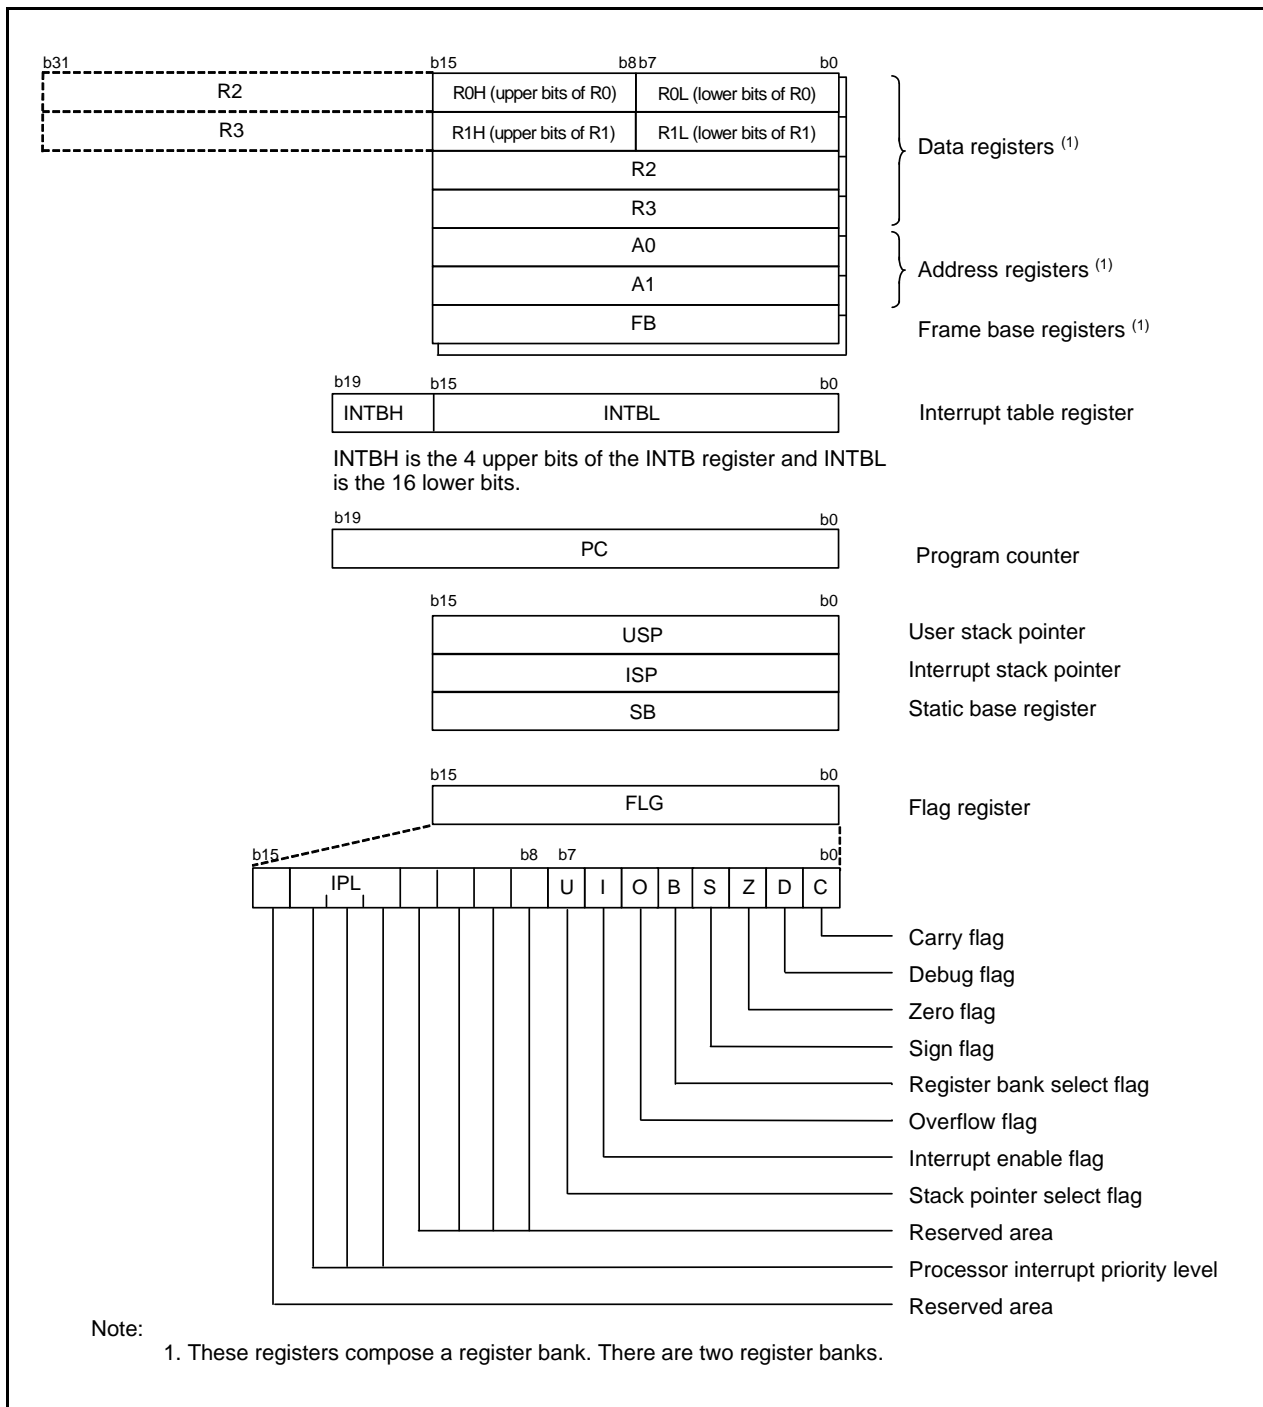 b31 b15 b8 b7 b0
R2 R0H (upper bits of R0) R0L (lower bits of R0)
R3 R1H (upper bits of R1) R1L (lower bits of R1)
Data registers (1)
R2
R3
A0
A1
Address registers (1)
FB
Frame base registers (1)
b19 b15 b0
INTBH INTBL Interrupt table register
INTBH is the 4 upper bits of the INTB register and INTBL
is the 16 lower bits.
b19 b0
PC Program counter
b15 b0
USP User stack pointer
ISP Interrupt stack pointer
SB Static base register
b15 b0
FLG Flag register
b15 b8 b7 b0
IPL U I O B S Z D C
Carry flag
Debug flag
Zero flag
Sign flag
Register bank select flag
Overflow flag
Interrupt enable flag
Stack pointer select flag
Reserved area
Processor interrupt priority level
Reserved area
Note:
1. These registers compose a register bank. There are two register banks.